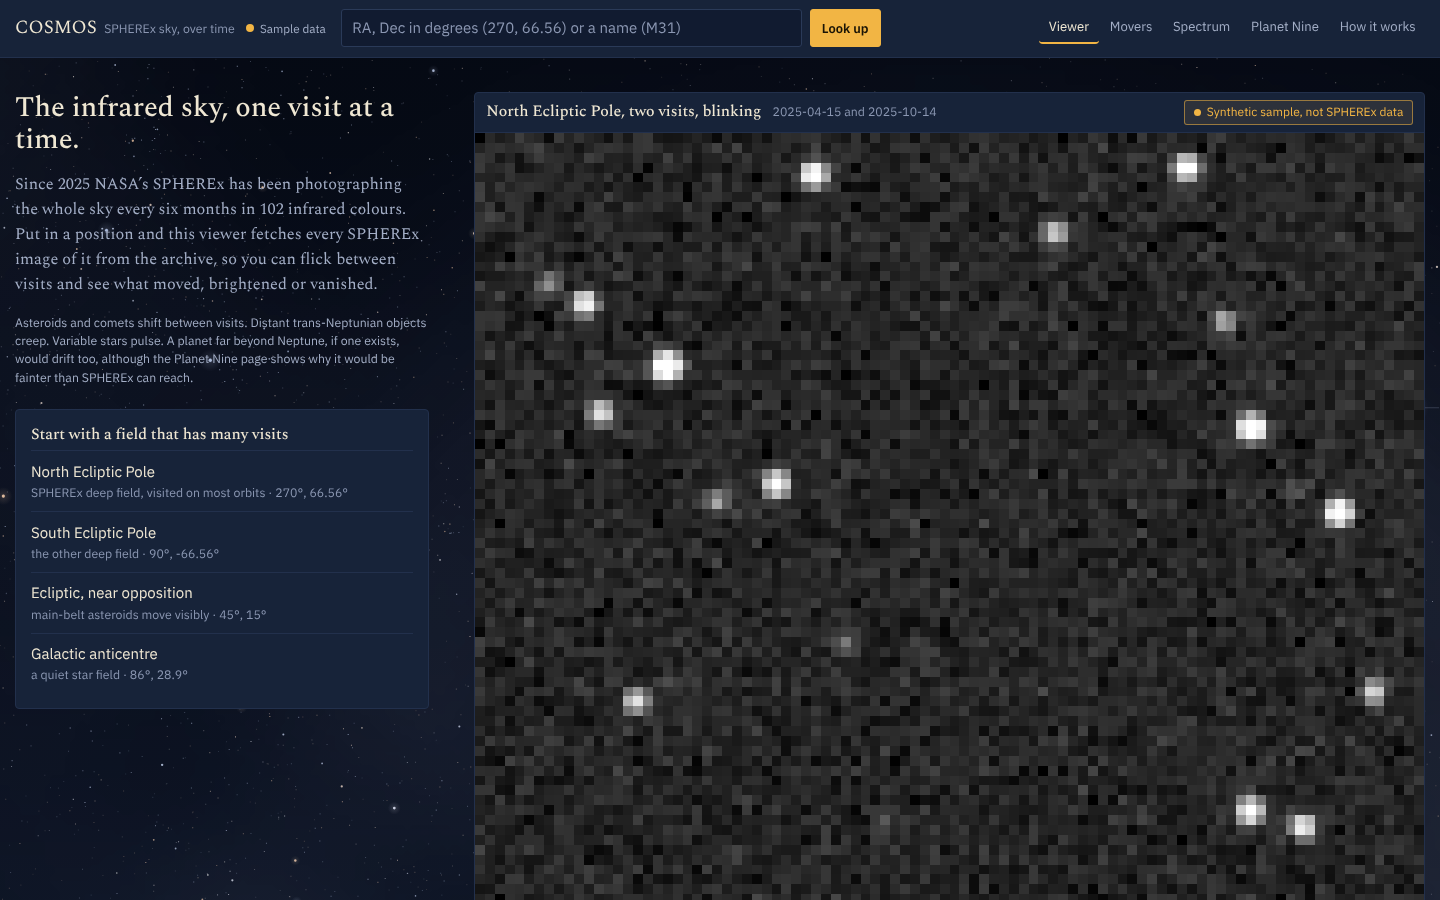 COSMOS SPHEREx sky, over time Sample data RA, Dec in degrees (270, 66.56) or a name (M31) Look up Viewer Movers Spectrum Planet Nine How it works
The infrared sky, one visit at a
time.
Since 2025 NASA's SPHEREx has been photographing
the whole sky every six months in 102 infrared colours.
Put in a position and this viewer fetches every SPHEREx
image of it from the archive, so you can flick between
visits and see what moved, brightened or vanished.
Asteroids and comets shift between visits. Distant trans-Neptunian objects
creep. Variable stars pulse. A planet far beyond Neptune, if one exists,
would drift too, although the Planet Nine page shows why it would be
fainter than SPHEREx can reach.
Start with a field that has many visits
North Ecliptic Pole
SPHEREx deep field, visited on most orbits · 270°, 66.56°
South Ecliptic Pole
the other deep field · 90°, -66.56°
Ecliptic, near opposition
main-belt asteroids move visibly · 45°, 15°
Galactic anticentre
a quiet star field · 86°, 28.9°
North Ecliptic Pole, two visits, blinking 2025-04-15 and 2025-10-14 Synthetic sample, not SPHEREx data